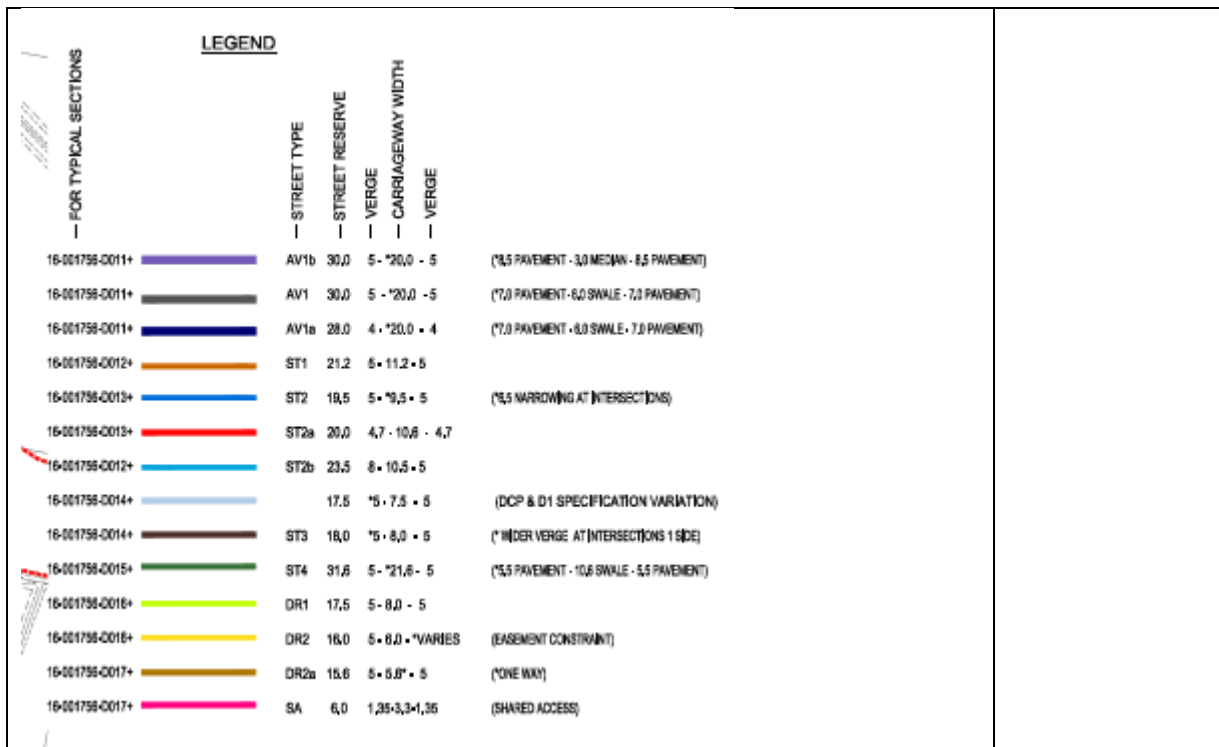 LEGEND
— FOR TYPICAL SECTIONS
— STREET TYPE
— STREET RESERVE
— VERGE
— CARRIAGEWAY WIDTH
— VERGE
16-001756-D011+ AV1b 30.0 5 - *20.0 - 5 (*8.5 PAVEMENT - 3.0 MEDIAN - 8.5 PAVEMENT)
16-001756-D011+ AV1 30.0 5 - *20.0 - 5 (*7.0 PAVEMENT - 6.0 SWALE - 7.0 PAVEMENT)
16-001756-D011+ AV1a 28.0 4 - *20.0 - 4 (*7.0 PAVEMENT - 6.0 SWALE - 7.0 PAVEMENT)
16-001756-D012+ ST1 21.2 5 - 11.2 - 5
16-001756-D013+ ST2 19.5 5 - *9.5 - 5 (*6.5 NARROWING AT INTERSECTIONS)
16-001756-D013+ ST2a 20.0 4.7 - 10.6 - 4.7
16-001756-D012+ ST2b 23.5 8 - 10.5 - 5
16-001756-D014+ 17.5 *5 - 7.5 - 5 (DCP & D1 SPECIFICATION VARIATION)
16-001756-D014+ ST3 18.0 *5 - 8.0 - 5 (* WIDER VERGE AT INTERSECTIONS 1 SIDE)
16-001756-D015+ ST4 31.6 5 - *21.6 - 5 (*5.5 PAVEMENT - 10.6 SWALE - 5.5 PAVEMENT)
16-001756-D016+ DR1 17.5 5 - 8.0 - 5
16-001756-D016+ DR2 16.0 5 - 6.0 - *VARIES (EASEMENT CONSTRAINT)
16-001756-D017+ DR2a 15.6 5 - 5.6* - 5 (*ONE WAY)
16-001756-D017+ SA 6.0 1.35-3.3-1.35 (SHARED ACCESS)